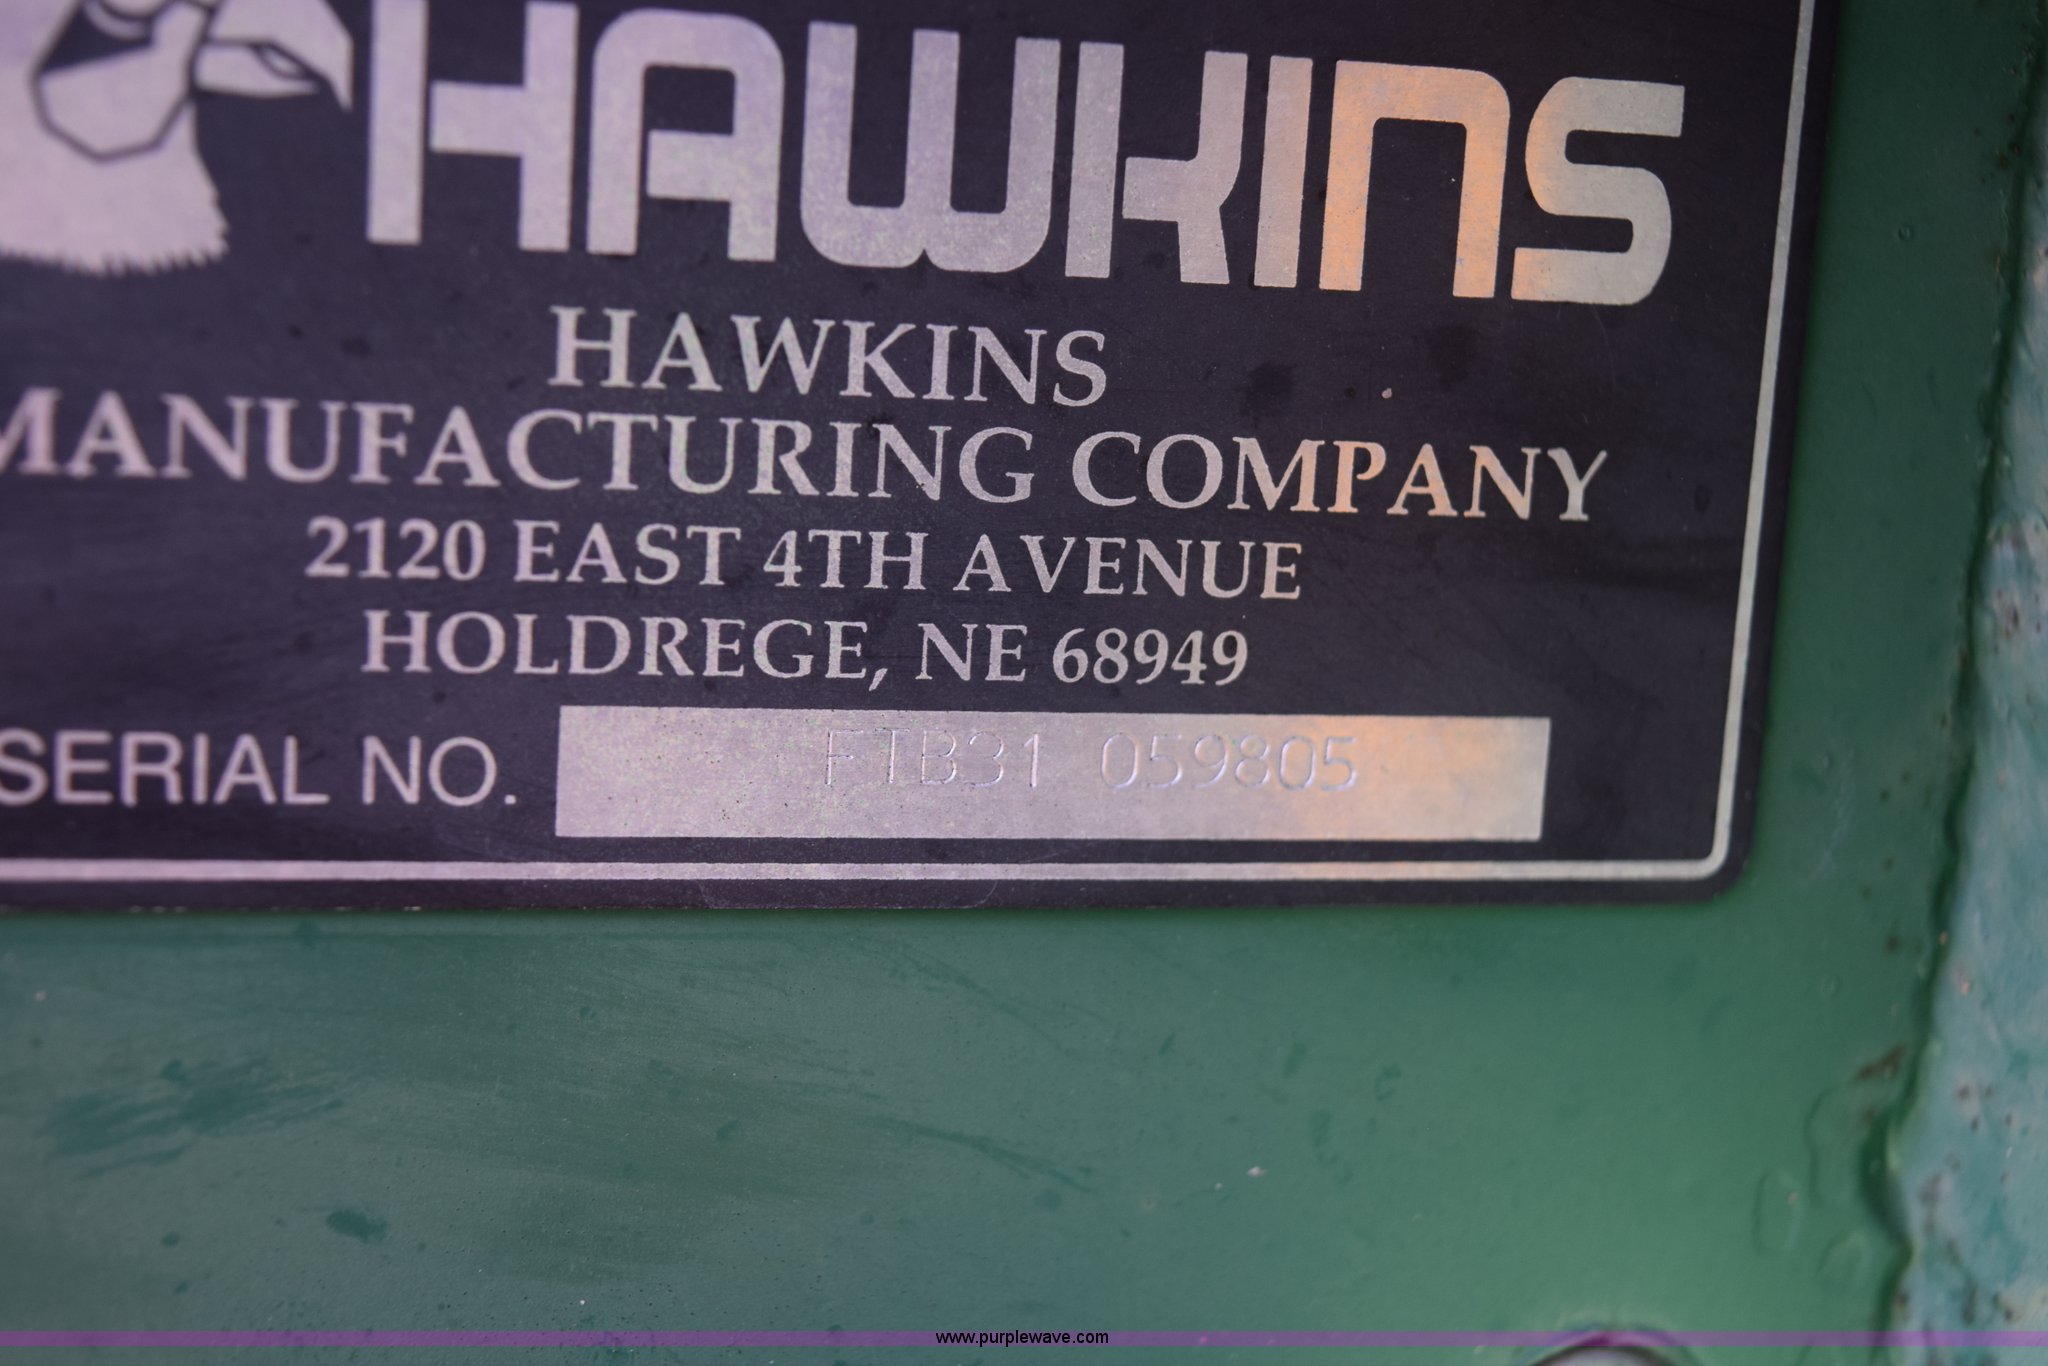 HAWKINS
HAWKINS
MANUFACTURING COMPANY
2120 EAST 4TH AVENUE
HOLDREGE, NE 68949
SERIAL NO. FTB31 059805
www.purplewave.com